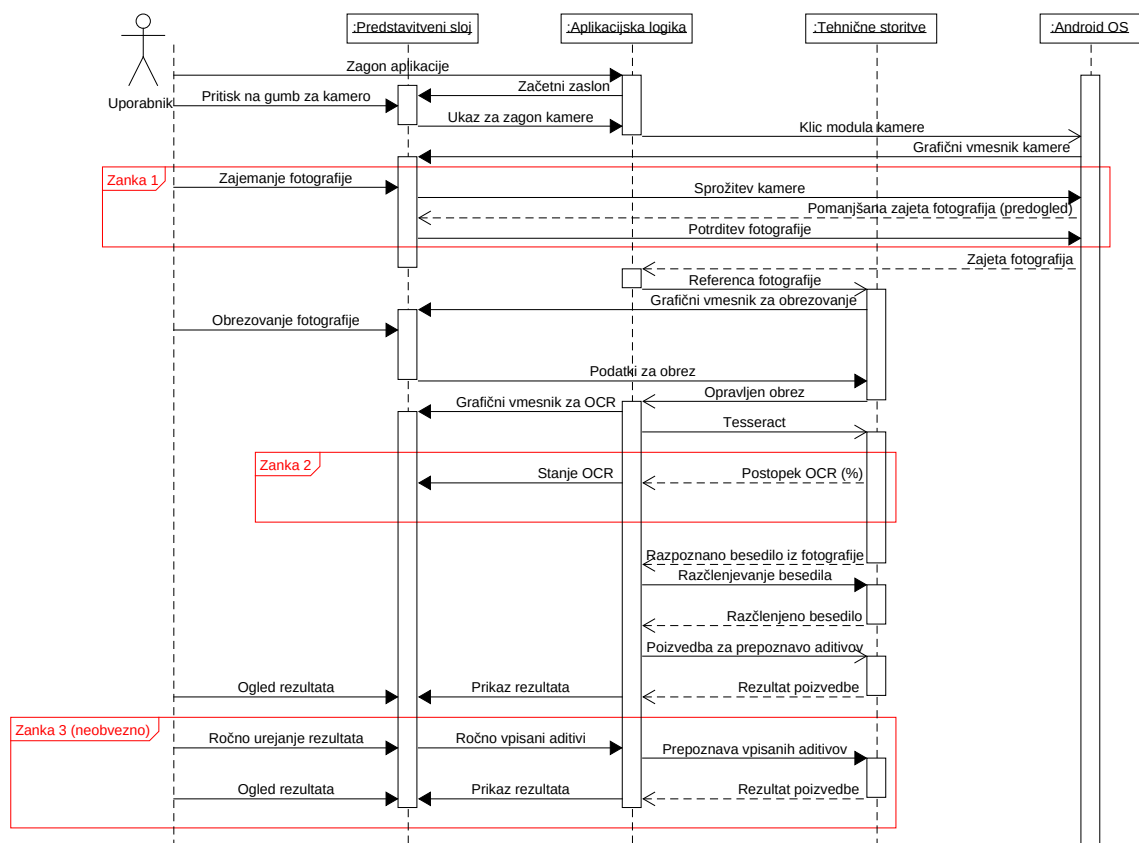 :Predstavitveni sloj
:Aplikacijska logika
:Tehnične storitve
:Android OS
Uporabnik
Zagon aplikacije
Začetni zaslon
Pritisk na gumb za kamero
Ukaz za zagon kamere
Klic modula kamere
Grafični vmesnik kamere
Zanka 1
Zajemanje fotografije
Sprožitev kamere
Pomanjšana zajeta fotografija (predogled)
Potrditev fotografije
Zajeta fotografija
Referenca fotografije
Grafični vmesnik za obrezovanje
Obrezovanje fotografije
Podatki za obrez
Opravljen obrez
Grafični vmesnik za OCR
Tesseract
Zanka 2
Stanje OCR
Postopek OCR (%)
Razpoznano besedilo iz fotografije
Razčlenjevanje besedila
Razčlenjeno besedilo
Poizvedba za prepoznavo aditivov
Ogled rezultata
Prikaz rezultata
Rezultat poizvedbe
Zanka 3 (neobvezno)
Ročno urejanje rezultata
Ročno vpisani aditivi
Prepoznava vpisanih aditivov
Ogled rezultata
Prikaz rezultata
Rezultat poizvedbe